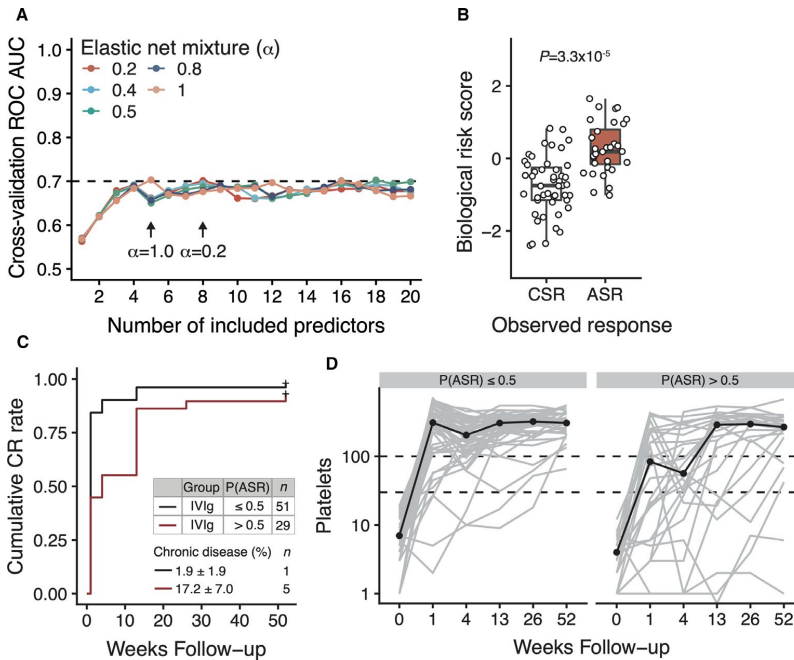 A
Elastic net mixture (α)
0.2 0.8
0.4 1
0.5
1.0
0.9
0.8
0.7
0.6
0.5
Cross-validation ROC AUC
α=1.0 α=0.2
2 4 6 8 10 12 14 16 18 20
Number of included predictors
B
P=3.3x10-5
2
0
−2
Biological risk score
CSR ASR
Observed response
C
1.00
0.75
0.50
0.25
0.00
Cumulative CR rate
Group P(ASR) n
IVIg ≤ 0.5 51
IVIg > 0.5 29
Chronic disease (%) n
1.9 ± 1.9 1
17.2 ± 7.0 5
0 10 20 30 40 50
Weeks Follow−up
D
P(ASR) ≤ 0.5 P(ASR) > 0.5
100
10
1
Platelets
0 1 4 13 26 52 0 1 4 13 26 52
Weeks Follow−up